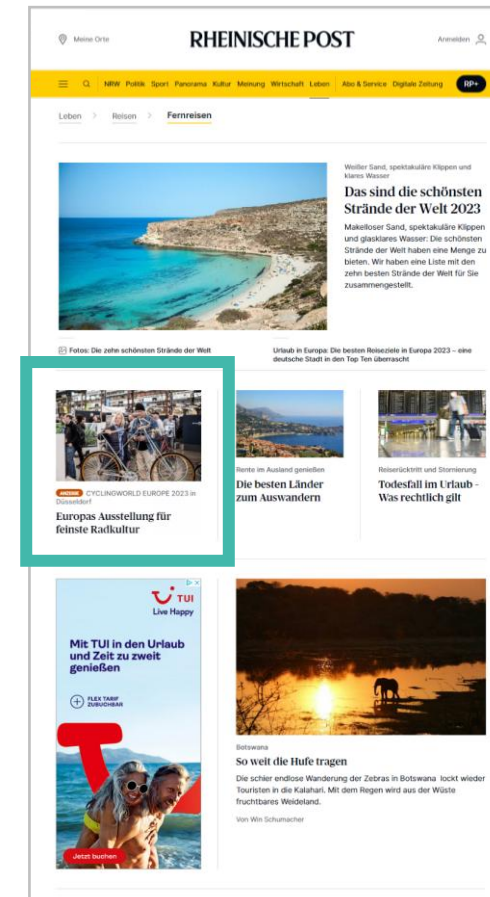 Meine Orte
RHEINISCHE POST
Anmelden
NRW Politik Sport Panorama Kultur Meinung Wirtschaft Leben Abo & Service Digitale Zeitung RP+
Leben > Reisen > Fernreisen
Weißer Sand, spektakuläre Klippen und
klares Wasser
Das sind die schönsten
Strände der Welt 2023
Makelloser Sand, spektakuläre Klippen
und glasklares Wasser: Die schönsten
Strände der Welt haben eine Menge zu
bieten. Wir haben eine Liste mit den
zehn besten Strände der Welt für Sie
zusammengestellt.
Fotos: Die zehn schönsten Strände der Welt
Urlaub in Europa: Die besten Reiseziele in Europa 2023 – eine
deutsche Stadt in den Top Ten überrascht
ANZEIGE CYCLINGWORLD EUROPE 2023 in
Düsseldorf
Europas Ausstellung für
feinste Radkultur
Rente im Ausland genießen
Die besten Länder
zum Auswandern
Reiserücktritt und Stornierung
Todesfall im Urlaub –
Was rechtlich gilt
TUI
Live Happy
Mit TUI in den Urlaub
und Zeit zu zweit
genießen
FLEX TARIF
ZUBUCHBAR
Jetzt buchen
Botswana
So weit die Hufe tragen
Die schier endlose Wanderung der Zebras in Botswana lockt wieder
Touristen in die Kalahari. Mit dem Regen wird aus der Wüste
fruchtbares Weideland.
Von Win Schumacher